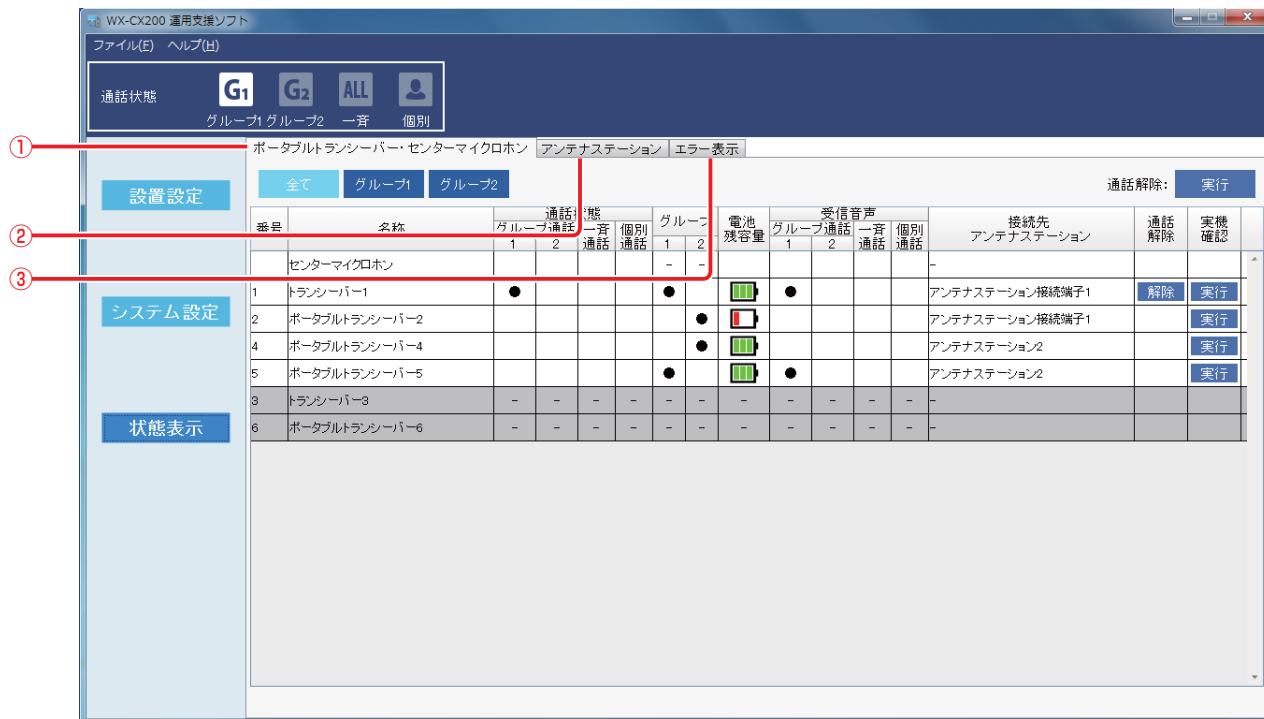 WX-CX200 運用支援ソフト
ファイル(F) ヘルプ(H)
通話状態
G1 G2 ALL
グループ1 グループ2 一斉 個別
① ポータブルトランシーバー・センターマイクロホン アンテナステーション エラー表示
設置設定 全て グループ1 グループ2 通話解除: 実行
② 番号 名称 通話状態 グループ 電池残容量 受信音声 接続先アンテナステーション 通話解除 実機確認
グループ通話 一斉通話 個別通話 グループ通話 一斉通話 個別通話
1 2 1 2 1 2
③ センターマイクロホン - - -
1 トランシーバー1 ● ● ● アンテナステーション接続端子1 解除 実行
システム設定
2 ポータブルトランシーバー2 ● アンテナステーション接続端子1 実行
4 ポータブルトランシーバー4 ● アンテナステーション2 実行
5 ポータブルトランシーバー5 ● ● アンテナステーション2 実行
3 トランシーバー3 - - - - - - - - - - - -
状態表示
6 ポータブルトランシーバー6 - - - - - - - - - - - -